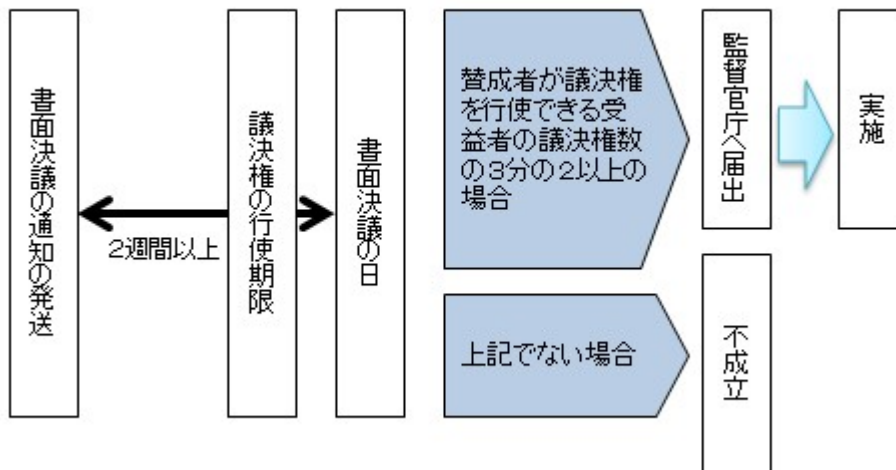 書面決議の通知の発送
2週間以上
議決権の行使期限
書面決議の日
賛成者が議決権
を行使できる受
益者の議決権数
の3分の2以上の
場合
監督官庁へ届出
実施
上記でない場合
不成立